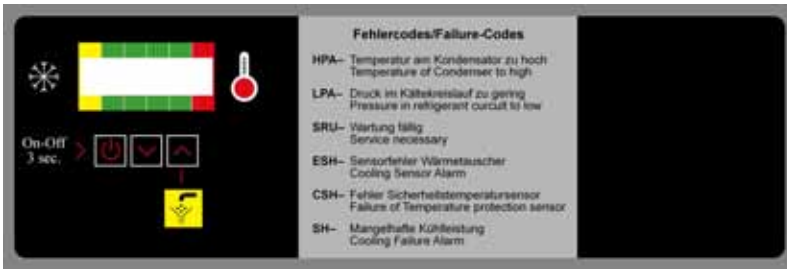 On-Off
3 sec.
Fehlercodes/Failure-Codes
HPA– Temperatur am Kondensator zu hoch
Temperature of Condenser to high
LPA– Druck im Kältekreislauf zu gering
Pressure in refrigerant curcuit to low
SRU– Wartung fällig
Service necessary
ESH– Sensorfehler Wärmetauscher
Cooling Sensor Alarm
CSH– Fehler Sicherheitstemperatursensor
Failure of Temperature protection sensor
SH– Mangelhafte Kühlleistung
Cooling Failure Alarm